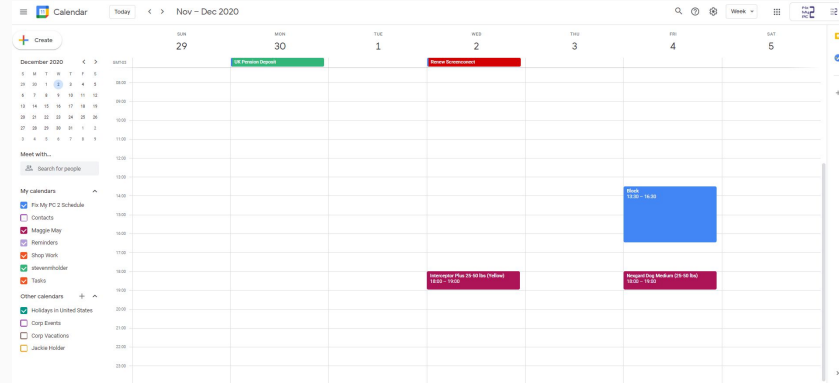 Calendar
Today
Nov – Dec 2020
Week
+ Create
December 2020
S M T W T F S
29 30 1 2 3 4 5
6 7 8 9 10 11 12
13 14 15 16 17 18 19
20 21 22 23 24 25 26
27 28 29 30 31 1 2
3 4 5 6 7 8 9
Meet with...
Search for people
My calendars
Fix My PC 2 Schedule
Contacts
Maggie May
Reminders
Shop Work
stevenmholder
Tasks
Other calendars
Holidays in United States
Corp Events
Corp Vacations
Jackie Holder
SUN MON TUE WED THU FRI SAT
29 30 1 2 3 4 5
UK Pension Deposit
Renew Screenconect
08:00
09:00
10:00
11:00
12:00
13:00
14:00
15:00
16:00
17:00
18:00
19:00
20:00
21:00
22:00
23:00
Block
13:30 – 16:30
Interceptor Plus 25-50 lbs (Yellow)
18:00 – 19:00
Nexgard Dog Medium (25-50 lbs)
18:00 – 19:00